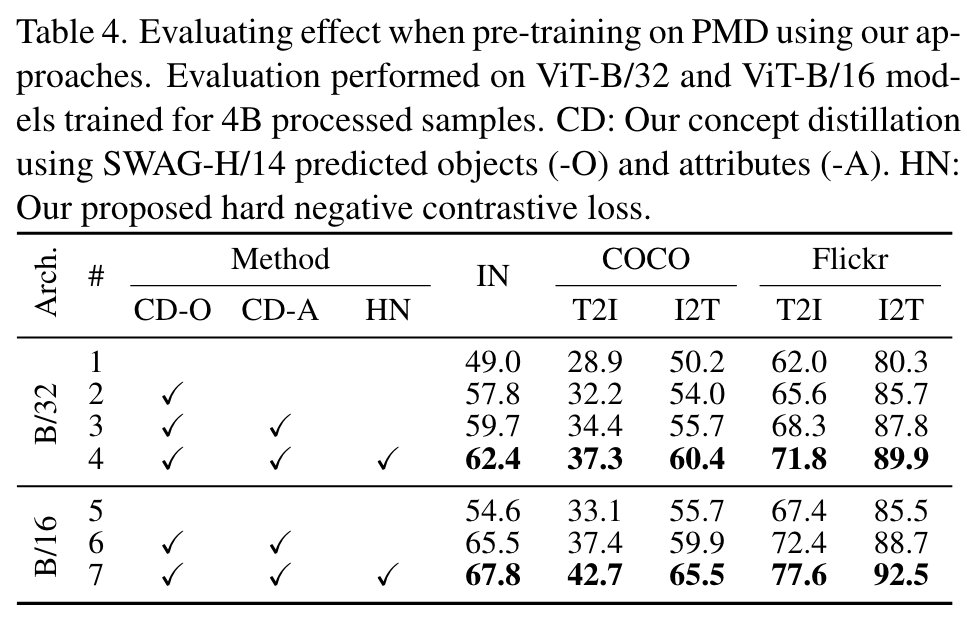 Table 4. Evaluating effect when pre-training on PMD using our ap-
proaches. Evaluation performed on ViT-B/32 and ViT-B/16 mod-
els trained for 4B processed samples. CD: Our concept distillation
using SWAG-H/14 predicted objects (-O) and attributes (-A). HN:
Our proposed hard negative contrastive loss.
Arch. # Method IN COCO Flickr
CD-O CD-A HN T2I I2T T2I I2T
B/32
1 49.0 28.9 50.2 62.0 80.3
2 ✓ 57.8 32.2 54.0 65.6 85.7
3 ✓ ✓ 59.7 34.4 55.7 68.3 87.8
4 ✓ ✓ ✓ 62.4 37.3 60.4 71.8 89.9
B/16
5 54.6 33.1 55.7 67.4 85.5
6 ✓ ✓ 65.5 37.4 59.9 72.4 88.7
7 ✓ ✓ ✓ 67.8 42.7 65.5 77.6 92.5